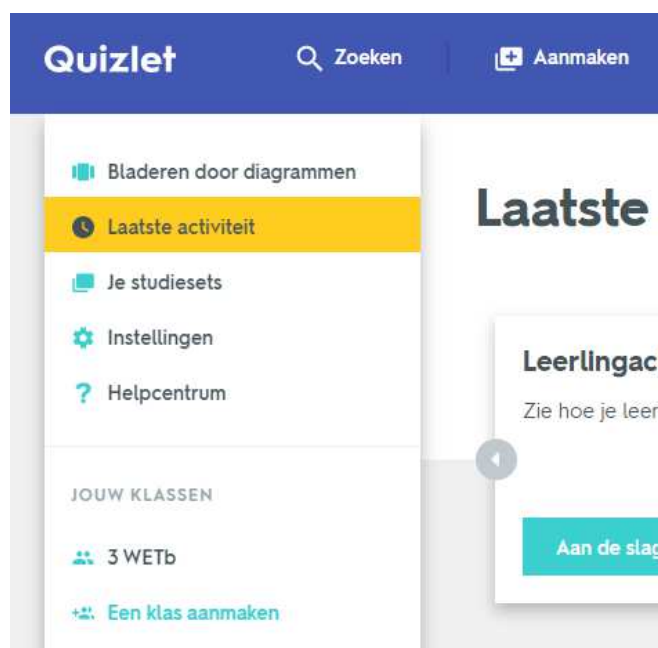 Quizlet
Zoeken
Aanmaken
Bladeren door diagrammen
Laatste activiteit
Je studiesets
Instellingen
Helpcentrum
JOUW KLASSEN
3 WETb
Een klas aanmaken
Laatste
Leerlingac
Zie hoe je leer
Aan de slag